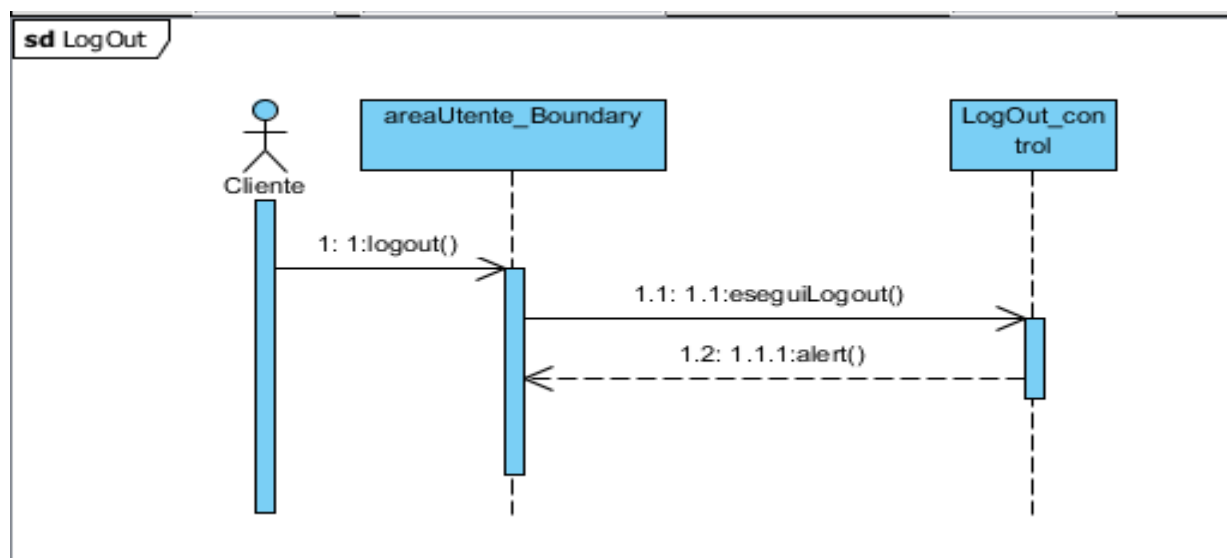 sd LogOut
areaUtente_Boundary
LogOut_con
trol
Cliente
1: 1:logout()
1.1: 1.1:eseguiLogout()
1.2: 1.1.1:alert()